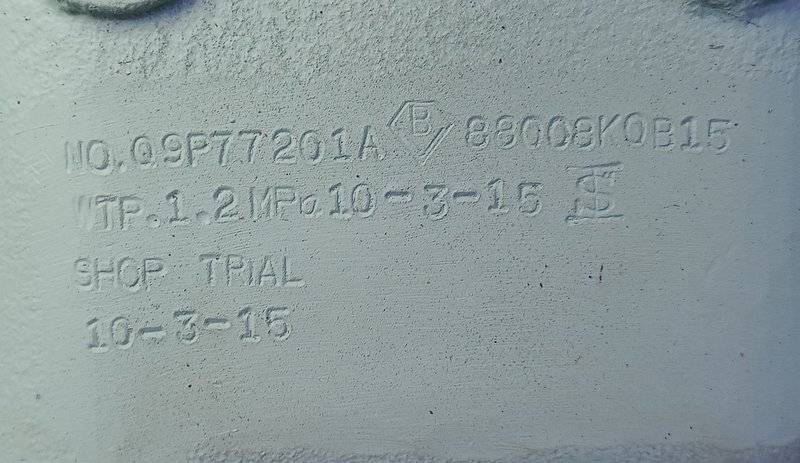 NO.Q9P77201A B 88008K0B15
WTP.1.2MPa10-3-15 S
SHOP TRIAL
10-3-15